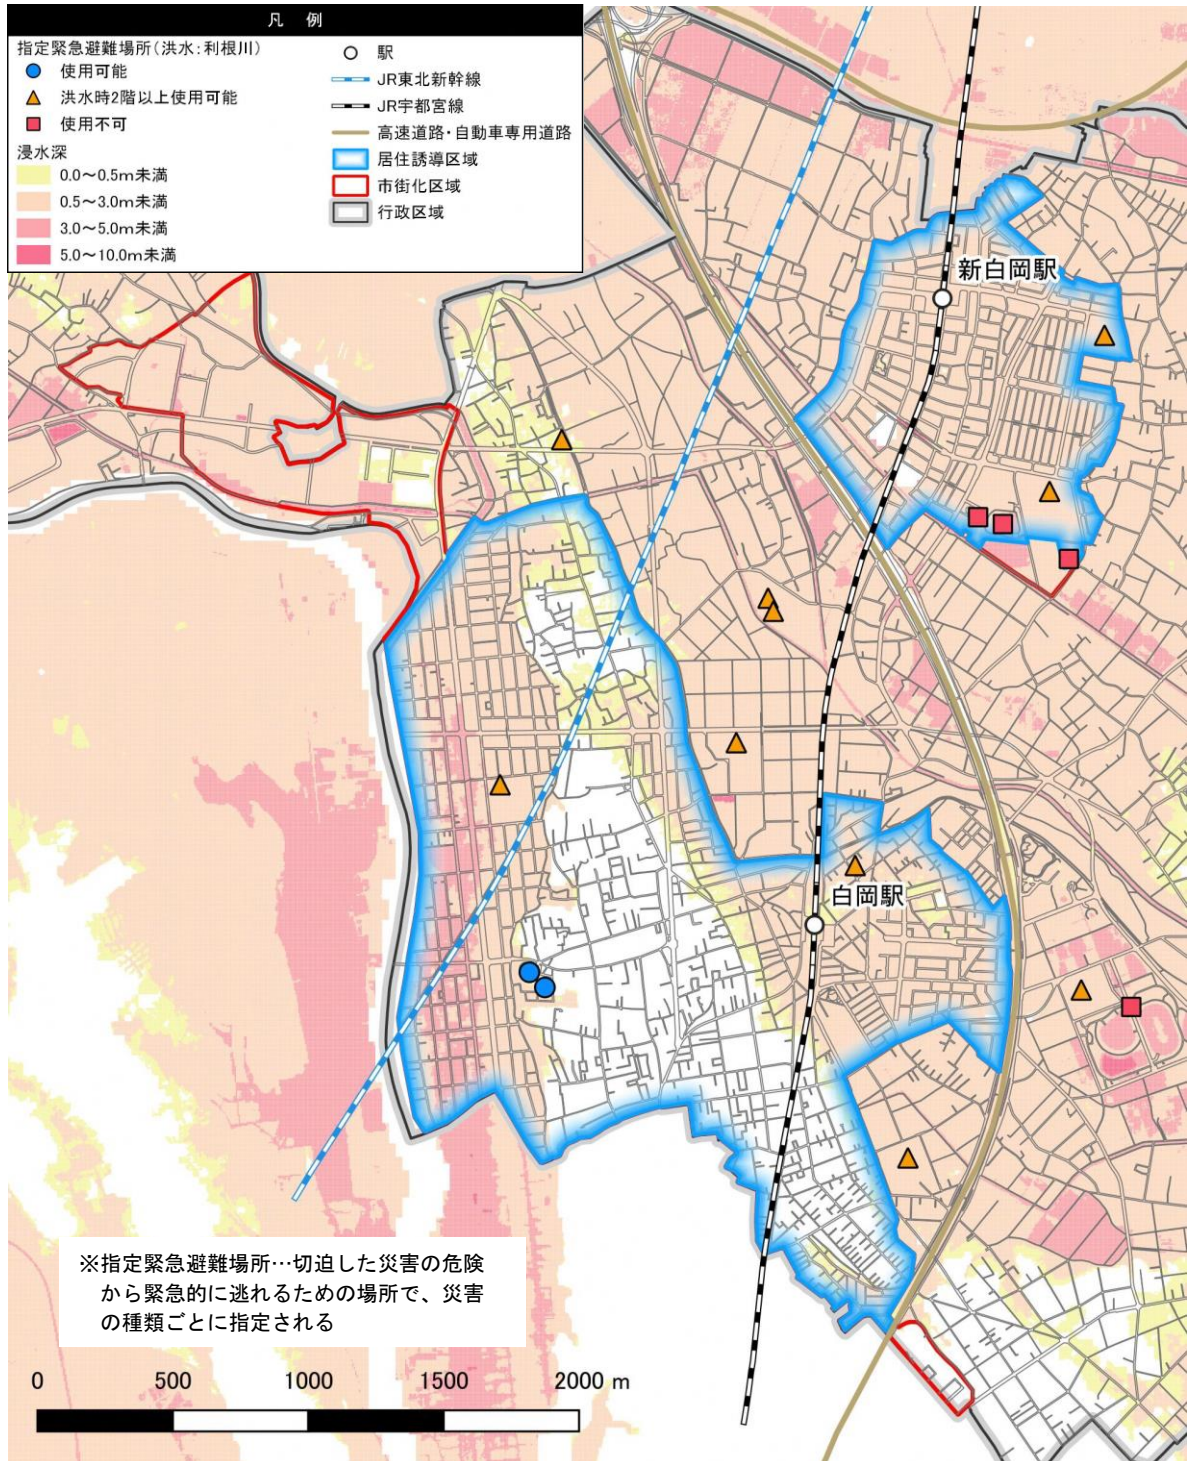 凡 例
指定緊急避難場所(洪水:利根川)
使用可能
洪水時2階以上使用可能
使用不可
浸水深
0.0~0.5m未満
0.5~3.0m未満
3.0~5.0m未満
5.0~10.0m未満
駅
JR東北新幹線
JR宇都宮線
高速道路・自動車専用道路
居住誘導区域
市街化区域
行政区域
新白岡駅
白岡駅
※指定緊急避難場所…切迫した災害の危険
から緊急的に逃れるための場所で、災害
の種類ごとに指定される
0 500 1000 1500 2000 m